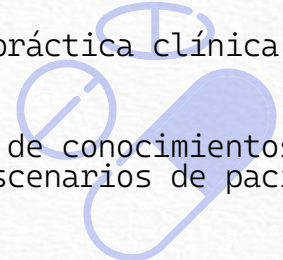 práctica clínica
de conocimientos
scenarios de paci